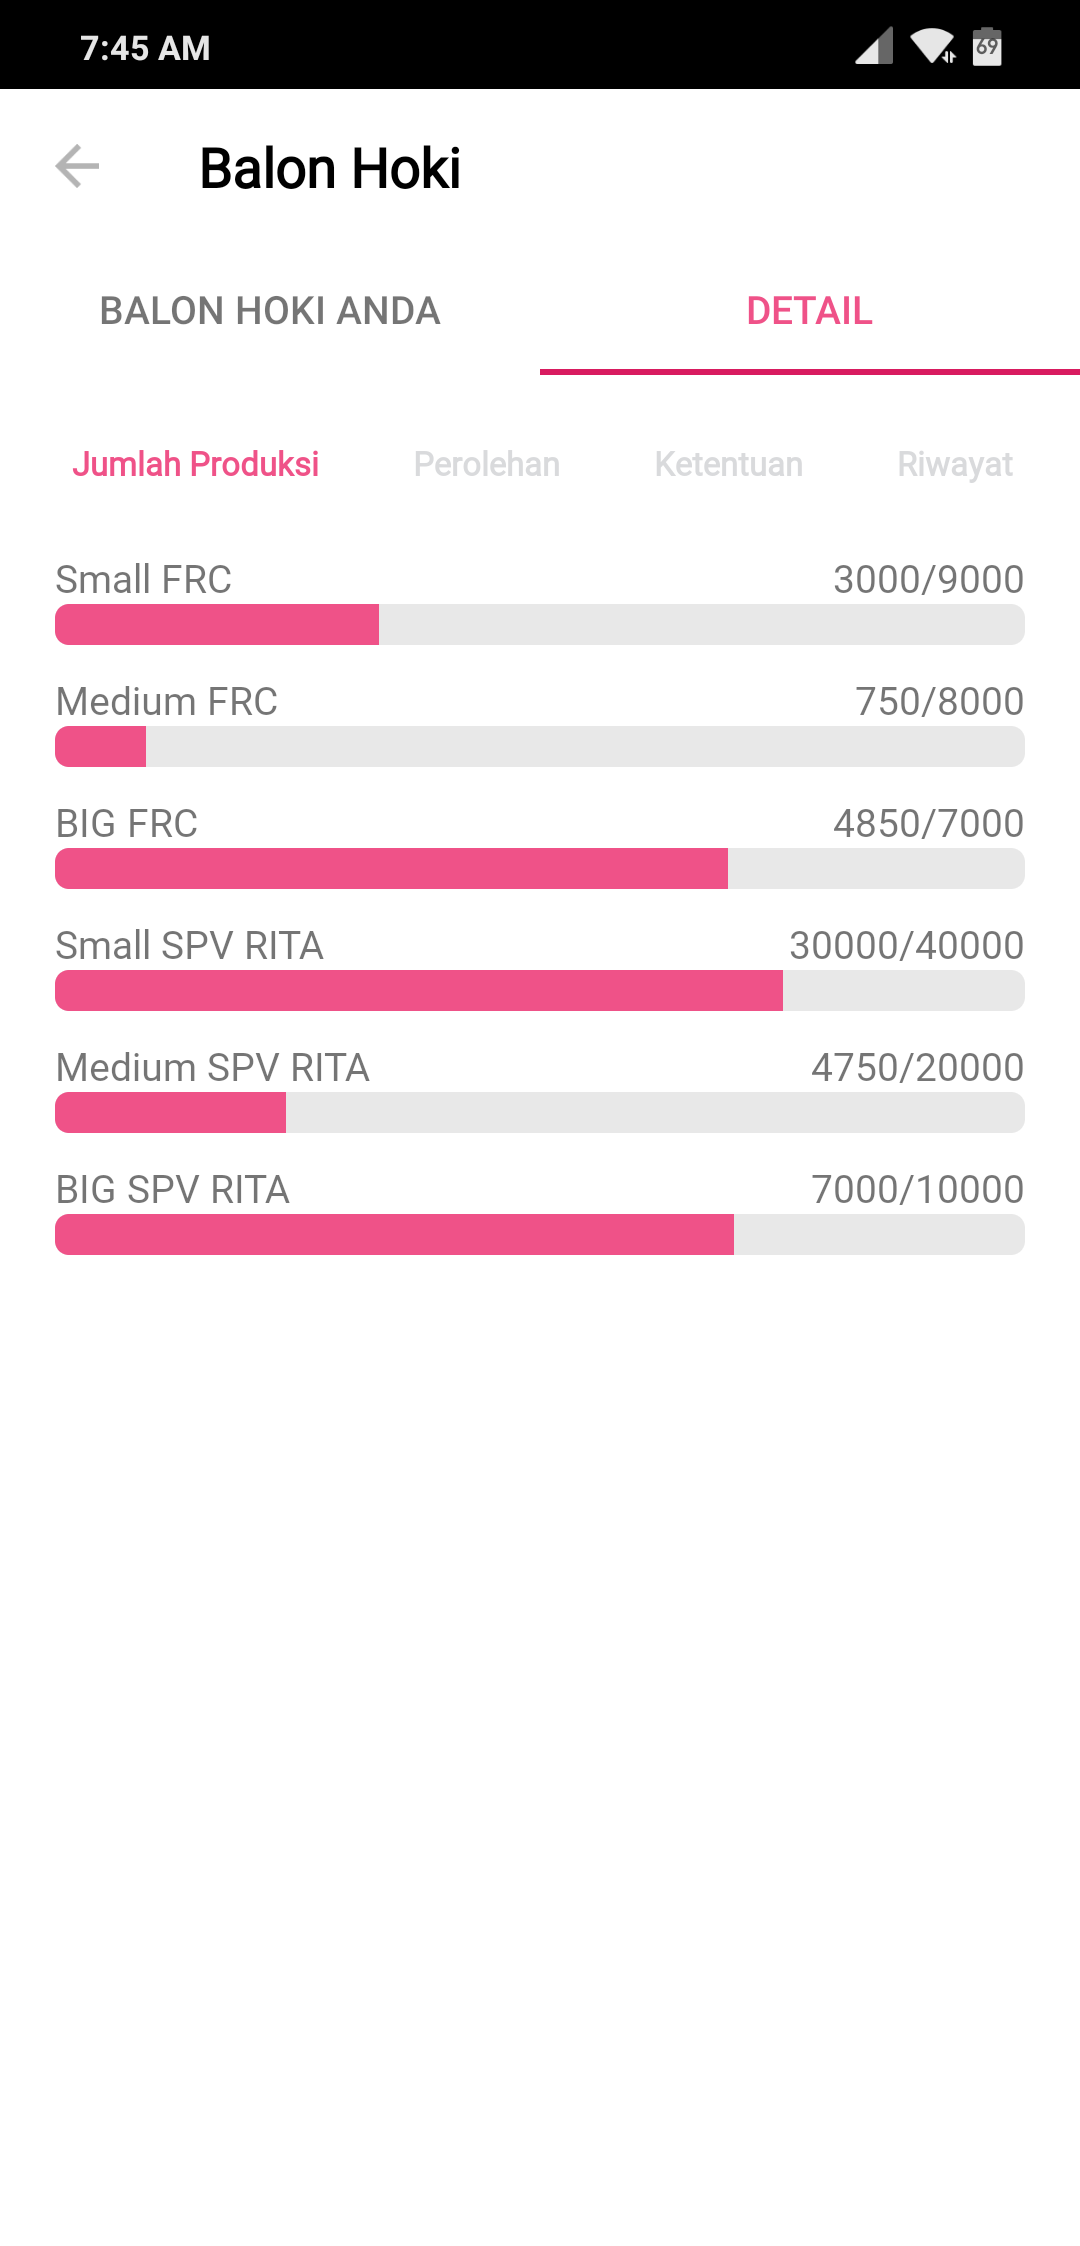 7:45 AM
69
Balon Hoki
BALON HOKI ANDA
DETAIL
Jumlah Produksi
Perolehan
Ketentuan
Riwayat
Small FRC
3000/9000
Medium FRC
750/8000
BIG FRC
4850/7000
Small SPV RITA
30000/40000
Medium SPV RITA
4750/20000
BIG SPV RITA
7000/10000